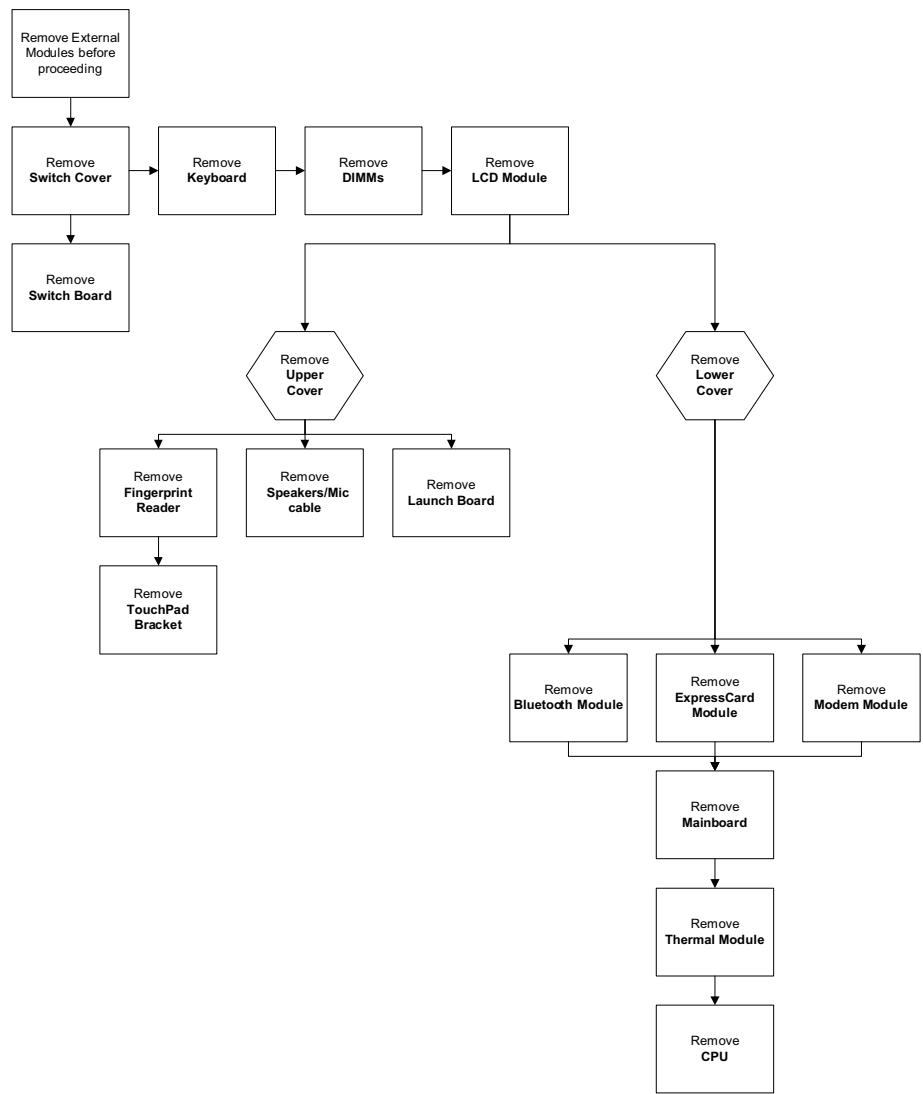 Remove External
Modules before
proceeding
Remove
Switch Cover
Remove
Keyboard
Remove
DIMMs
Remove
LCD Module
Remove
Switch Board
Remove
Upper
Cover
Remove
Lower
Cover
Remove
Fingerprint
Reader
Remove
Speakers/Mic
cable
Remove
Launch Board
Remove
TouchPad
Bracket
Remove
Bluetooth Module
Remove
ExpressCard
Module
Remove
Modem Module
Remove
Mainboard
Remove
Thermal Module
Remove
CPU